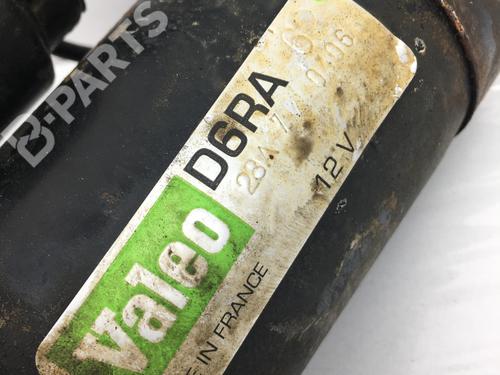 B-PARTS
Valeo
D6RA
12 V
E IN FRANCE